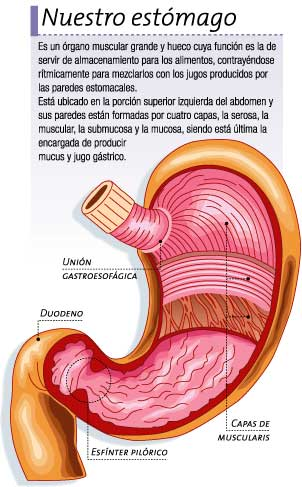 Nuestro estómago
Es un órgano muscular grande y hueco cuya función es la de
servir de almacenamiento para los alimentos, contrayéndose
rítmicamente para mezclarlos con los jugos producidos por
las paredes estomacales.
Está ubicado en la porción superior izquierda del abdomen y
sus paredes están formadas por cuatro capas, la serosa, la
muscular, la submucosa y la mucosa, siendo está última la
encargada de producir
mucus y jugo gástrico.
UNIÓN
GASTROESOFÁGICA
DUODENO
CAPAS DE
MUSCULARIS
ESFÍNTER PILÓRICO